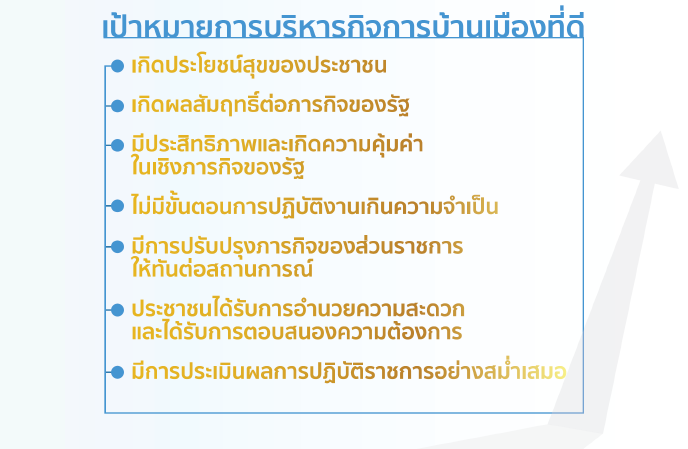 เป้าหมายการบริหารกิจการบ้านเมืองที่ดี
เกิดประโยชน์สุขของประชาชน
เกิดผลสัมฤทธิ์ต่อภารกิจของรัฐ
มีประสิทธิภาพและเกิดความคุ้มค่า
ในเชิงภารกิจของรัฐ
ไม่มีขั้นตอนการปฏิบัติงานเกินความจำเป็น
มีการปรับปรุงภารกิจของส่วนราชการ
ให้ทันต่อสถานการณ์
ประชาชนได้รับการอำนวยความสะดวก
และได้รับการตอบสนองความต้องการ
มีการประเมินผลการปฏิบัติราชการอย่างสม่ำเสมอ